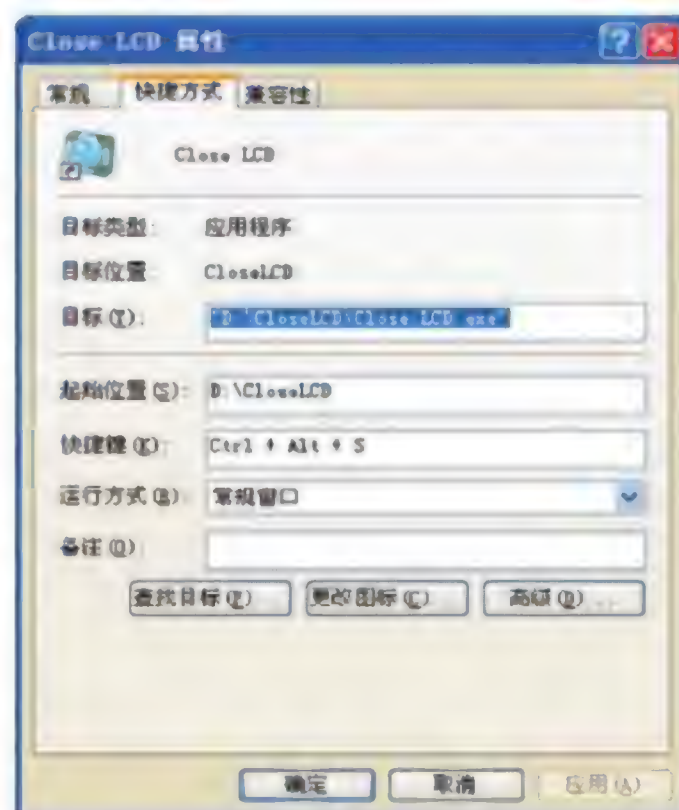 Close LCD 属性
常规 快捷方式 兼容性
Close LCD
目标类型: 应用程序
目标位置: CloseLCD
目标(T): "D:\CloseLCD\Close LCD.exe"
起始位置(S): D:\CloseLCD
快捷键(K): Ctrl + Alt + S
运行方式(R): 常规窗口
备注(O):
查找目标(F)... 更改图标(C)... 高级(D)...
确定 取消 应用(A)